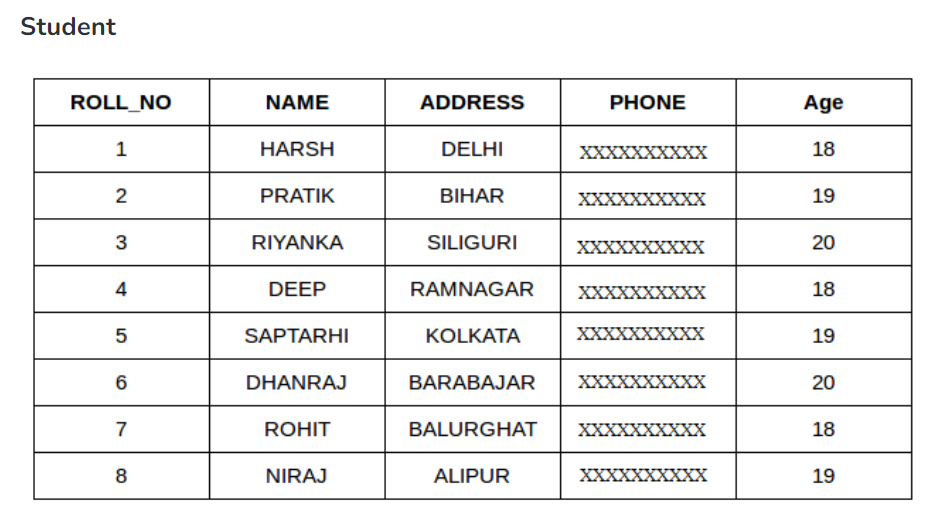 Student
ROLL_NO NAME ADDRESS PHONE Age
1 HARSH DELHI XXXXXXXXXX 18
2 PRATIK BIHAR XXXXXXXXXX 19
3 RIYANKA SILIGURI XXXXXXXXXX 20
4 DEEP RAMNAGAR XXXXXXXXXX 18
5 SAPTARHI KOLKATA XXXXXXXXXX 19
6 DHANRAJ BARABAJAR XXXXXXXXXX 20
7 ROHIT BALURGHAT XXXXXXXXXX 18
8 NIRAJ ALIPUR XXXXXXXXXX 19